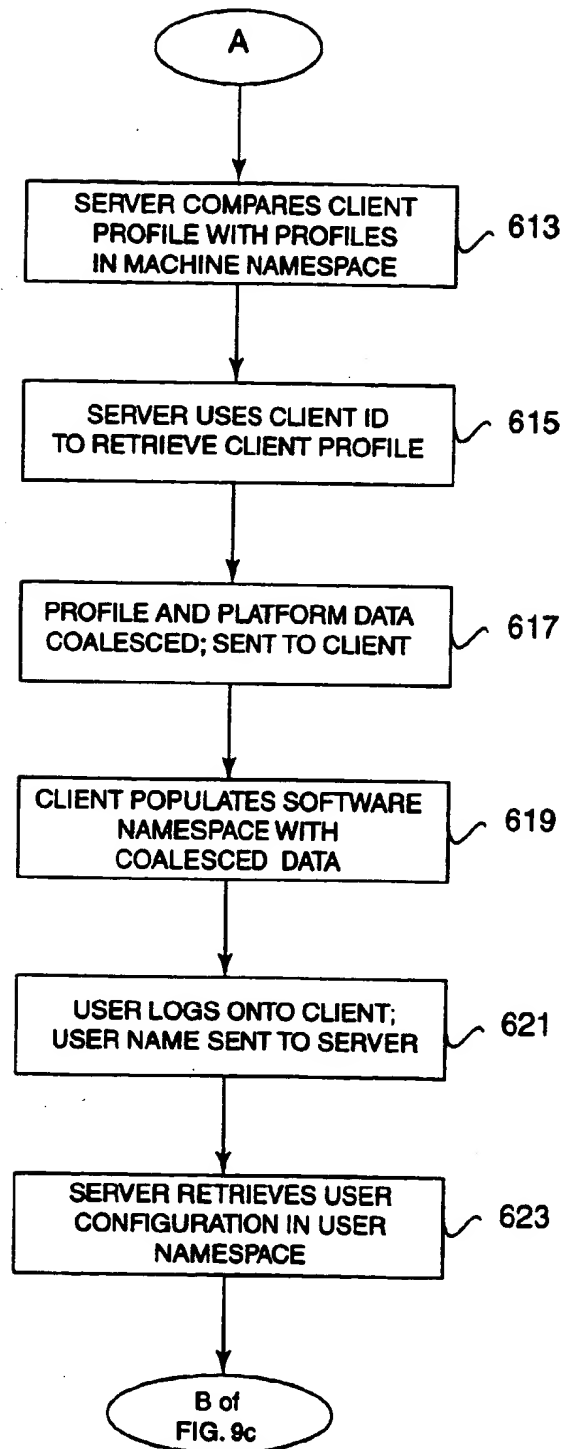 A
SERVER COMPARES CLIENT
PROFILE WITH PROFILES
IN MACHINE NAMESPACE
613
SERVER USES CLIENT ID
TO RETRIEVE CLIENT PROFILE
615
PROFILE AND PLATFORM DATA
COALESCED; SENT TO CLIENT
617
CLIENT POPULATES SOFTWARE
NAMESPACE WITH
COALESCED DATA
619
USER LOGS ONTO CLIENT;
USER NAME SENT TO SERVER
621
SERVER RETRIEVES USER
CONFIGURATION IN USER
NAMESPACE
623
B of
FIG. 9c